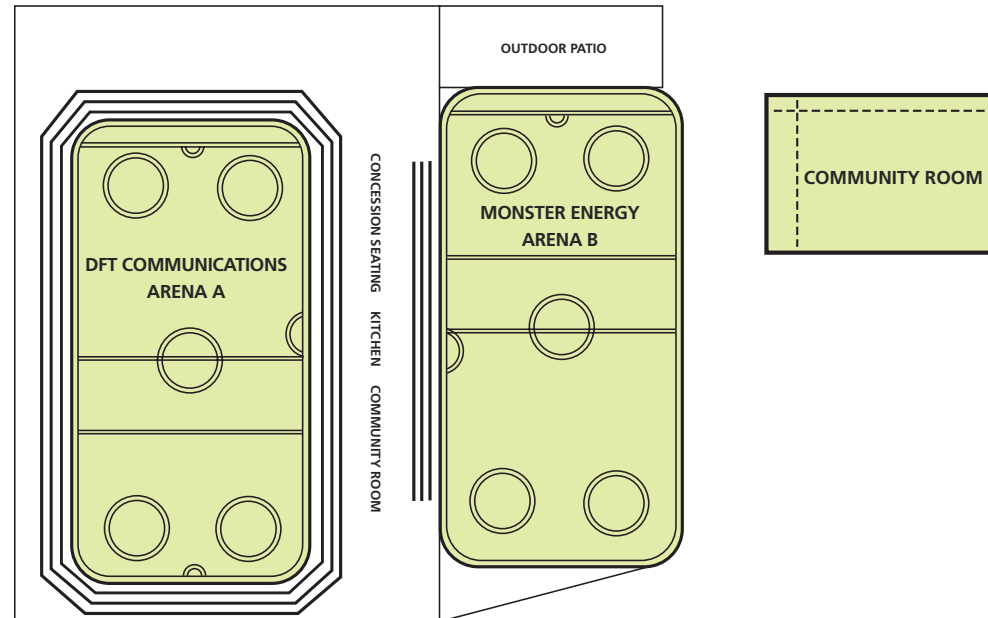 OUTDOOR PATIO
DFT COMMUNICATIONS
ARENA A
CONCESSION SEATING KITCHEN COMMUNITY ROOM
MONSTER ENERGY
ARENA B
COMMUNITY ROOM